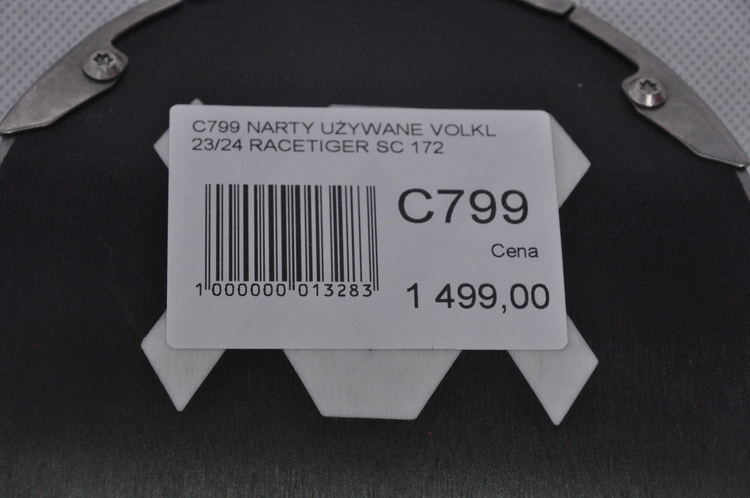 C799 NARTY UŻYWANE VOLKL
23/24 RACETIGER SC 172
C799
Cena
1 000000 013283
1 499,00